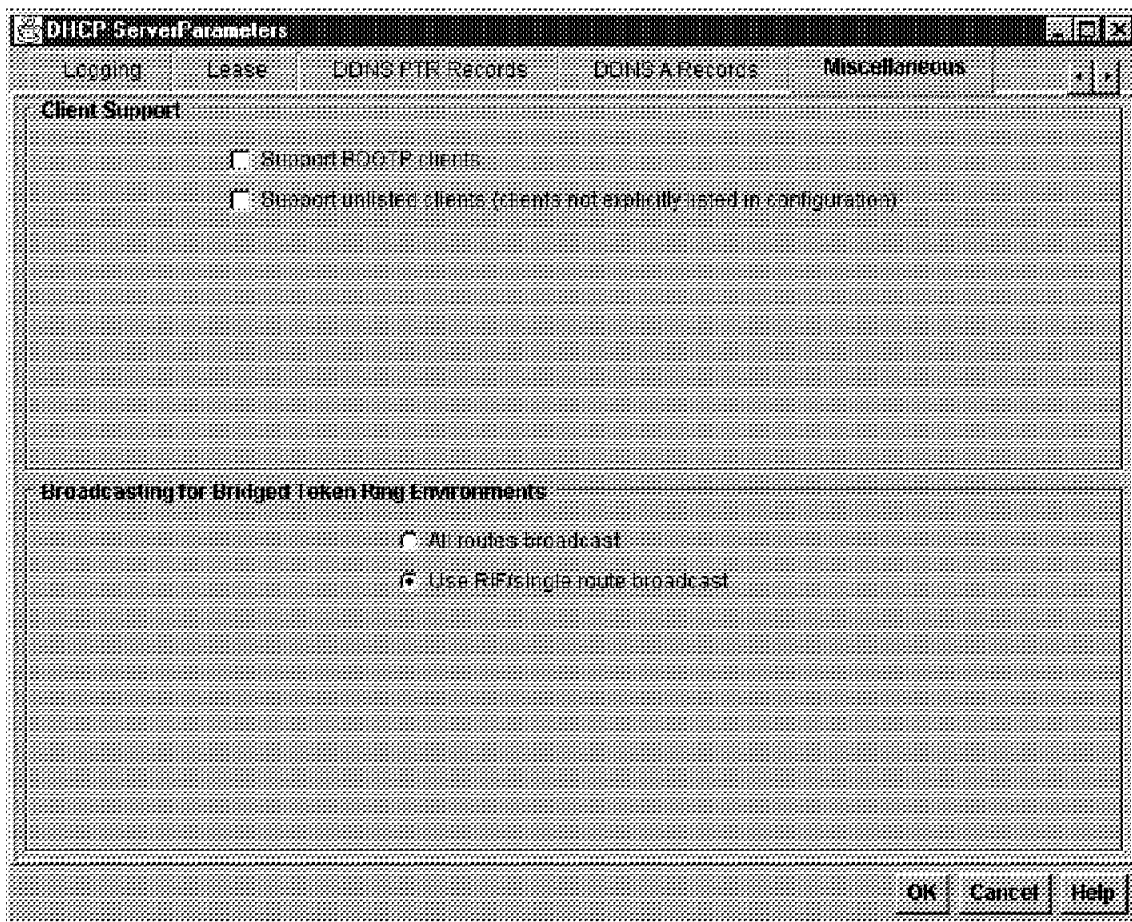 DHCP ServerParameters
Logging Lease DDNS PTR Records DDNS A Records Miscellaneous
Client Support
Support BOOTP clients
Support unlisted clients (clients not explicitly listed in configuration)
Broadcasting for Bridged Token Ring Environments
All routes broadcast
Use RIF/single route broadcast
OK Cancel Help